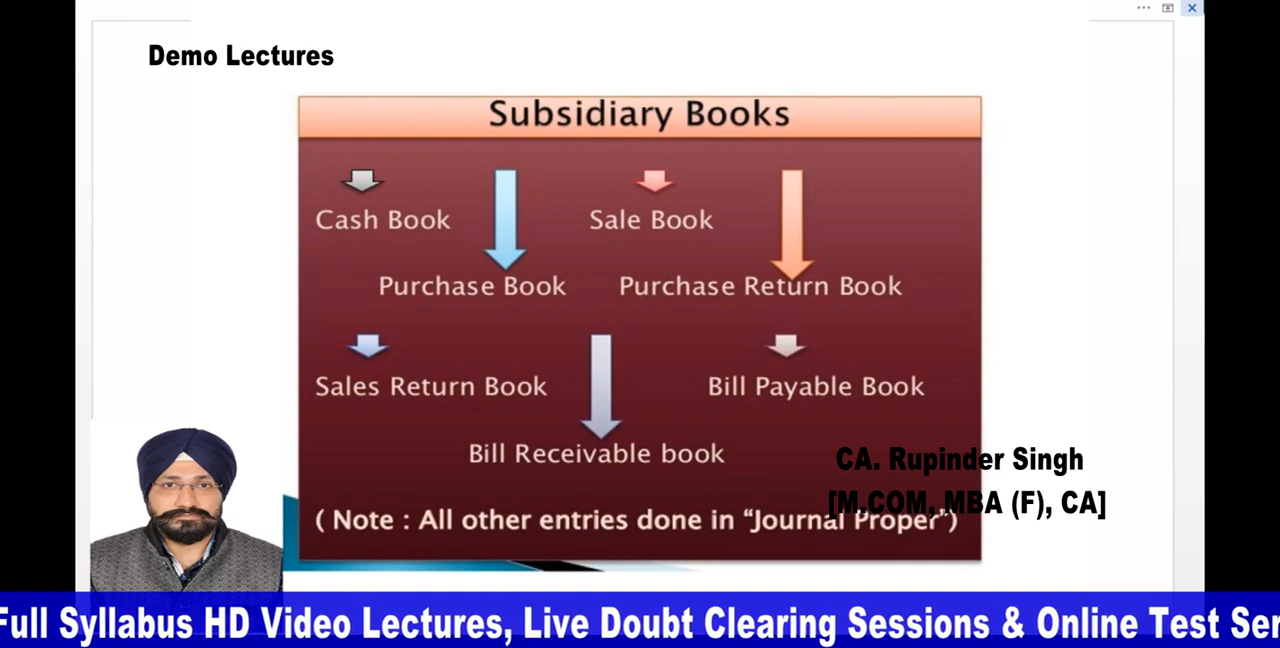 Demo Lectures
Subsidiary Books
Cash Book
Sale Book
Purchase Book
Purchase Return Book
Sales Return Book
Bill Payable Book
Bill Receivable book
CA. Rupinder Singh
[M.COM, MBA (F), CA]
( Note : All other entries done in “Journal Proper”)
Full Syllabus HD Video Lectures, Live Doubt Clearing Sessions & Online Test Ser